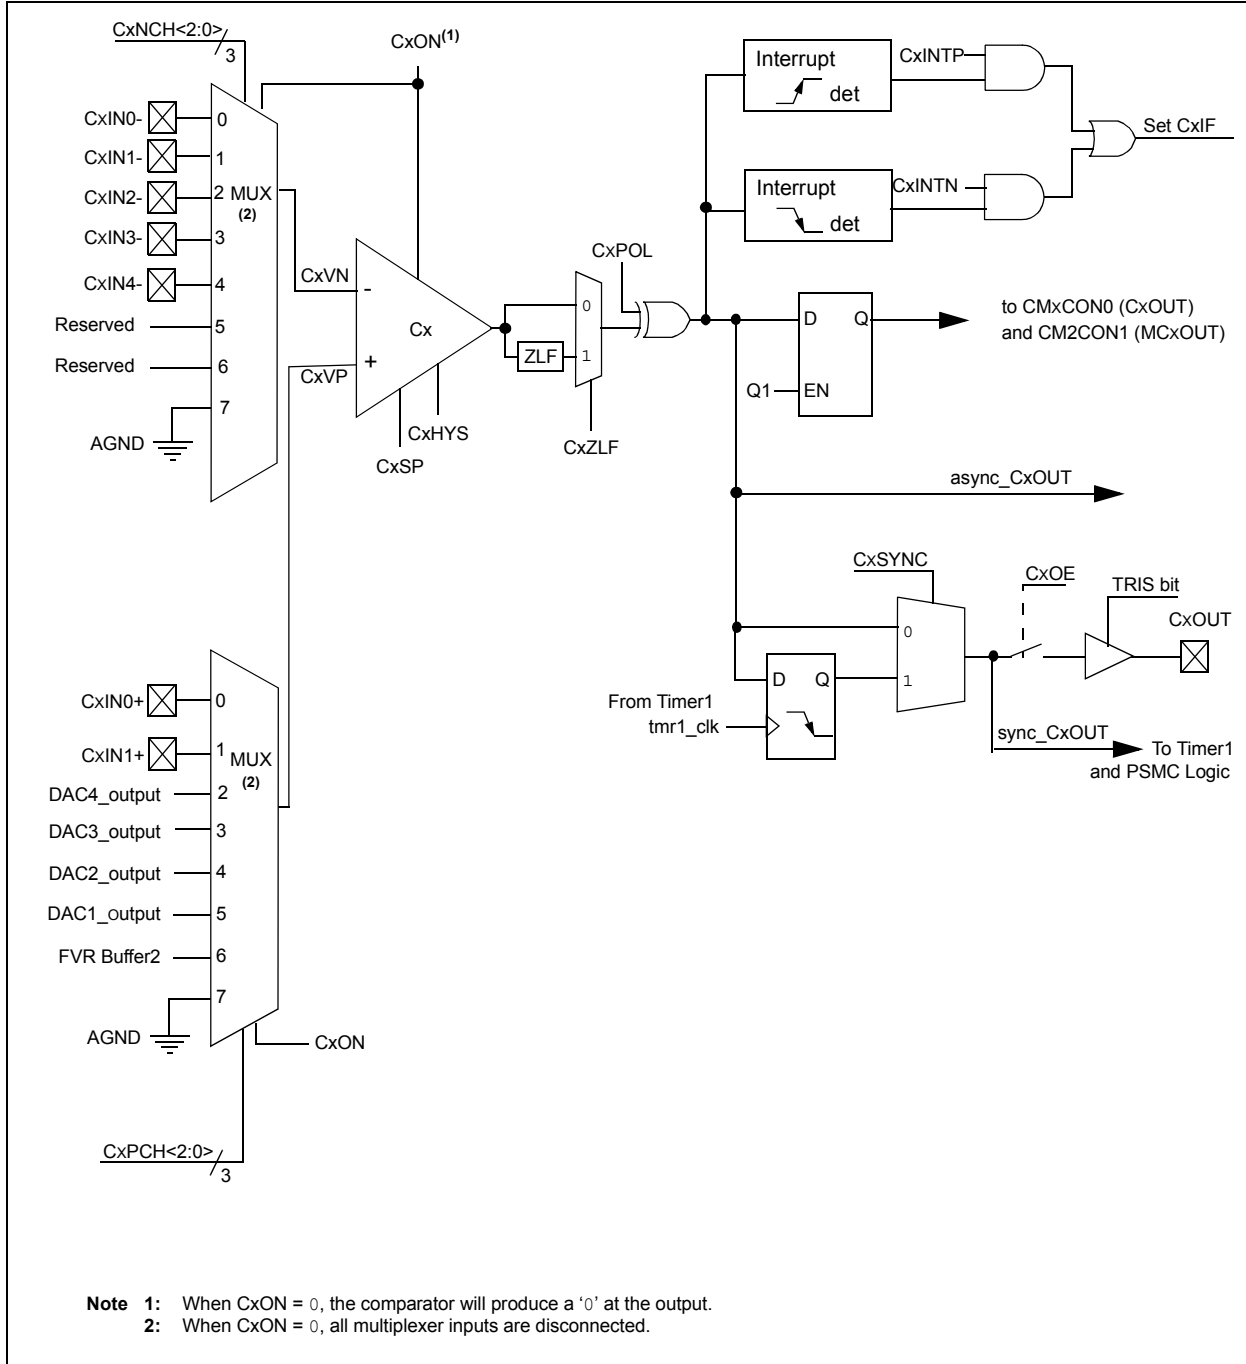 CxNCH<2:0>
3
CxON(1)
CxIN0-
0
CxIN1-
1
CxIN2-
2
MUX
(2)
CxIN3-
3
CxIN4-
4
Reserved
5
Reserved
6
7
AGND
CxVN
-
Cx
+
CxVP
CxHYS
CxSP
ZLF
0
1
CxZLF
CxPOL
Interrupt
det
CxINTP
Interrupt
det
CxINTN
Set CxIF
D
Q
Q1
EN
to CMxCON0 (CxOUT)
and CM2CON1 (MCxOUT)
async_CxOUT
CxSYNC
0
1
D
Q
From Timer1
tmr1_clk
CxOE
TRIS bit
CxOUT
sync_CxOUT
To Timer1
and PSMC Logic
CxIN0+
0
CxIN1+
1
MUX
(2)
DAC4_output
2
DAC3_output
3
DAC2_output
4
DAC1_output
5
FVR Buffer2
6
7
AGND
CxON
CxPCH<2:0>
3
Note 1: When CxON = 0, the comparator will produce a ‘0’ at the output.
2: When CxON = 0, all multiplexer inputs are disconnected.